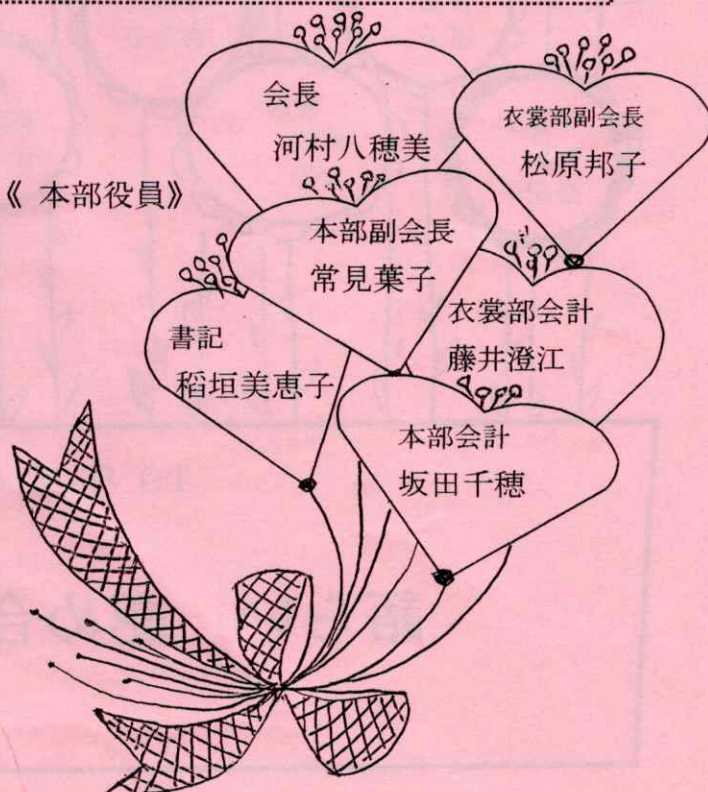 《 本部役員》
会長
河村八穂美
衣裳部副会長
松原邦子
本部副会長
常見葉子
衣裳部会計
藤井澄江
書記
稲垣美恵子
本部会計
坂田千穂